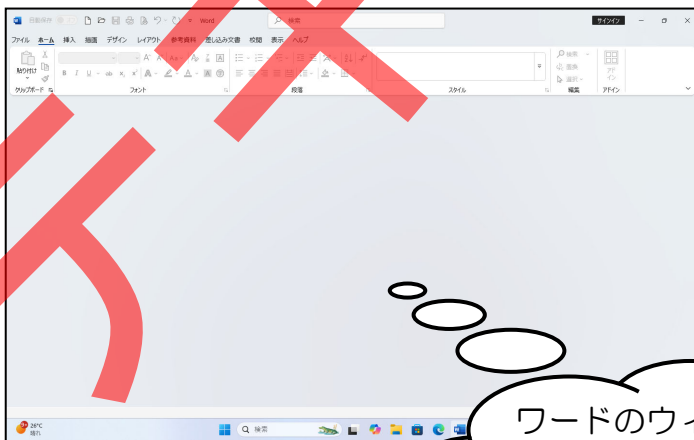 自動保存 Word 検索 サインイン
ファイル ホーム 挿入 描画 デザイン レイアウト 参考資料 差し込み文書 校閲 表示 ヘルプ
貼り付け
B I U
検索
置換
選択
アドイン
クリップボード フォント 段落 スタイル 編集 アドイン
ワードのウィ
26°C
晴れ
検索